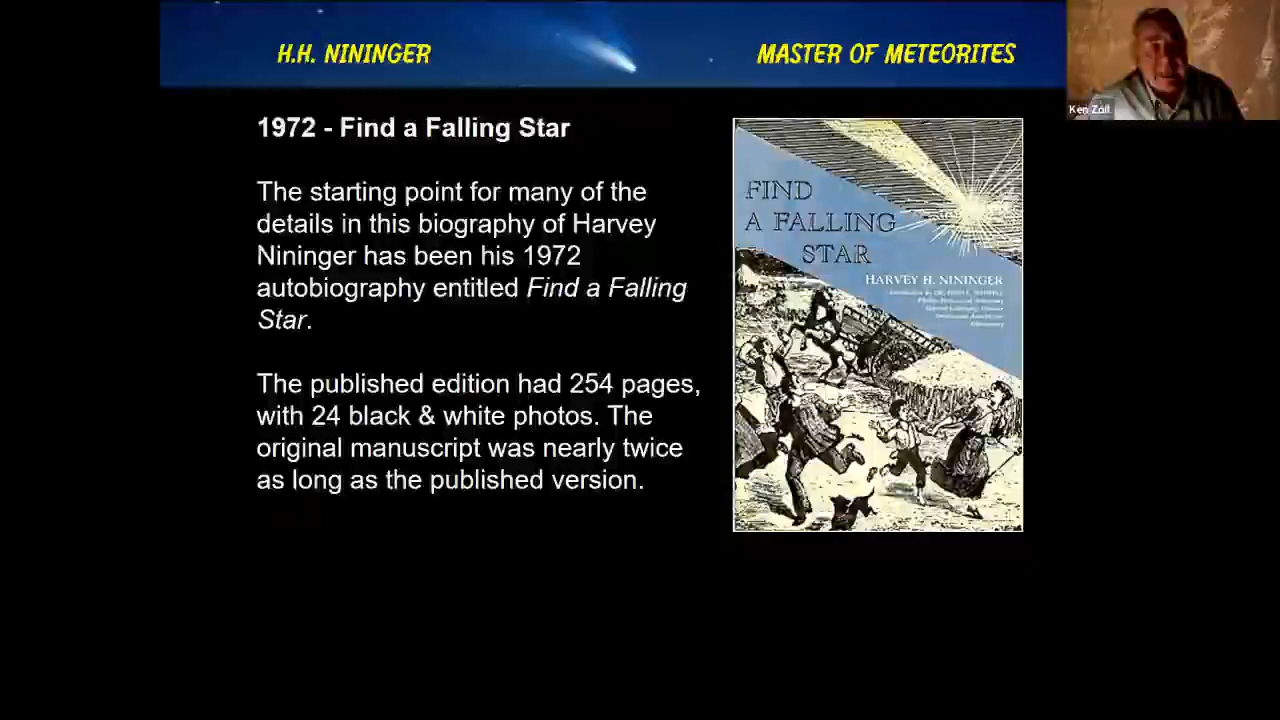 H.H. NININGER
MASTER OF METEORITES
Ken Zoll
1972 - Find a Falling Star
The starting point for many of the
details in this biography of Harvey
Nininger has been his 1972
autobiography entitled Find a Falling
Star.
The published edition had 254 pages,
with 24 black & white photos. The
original manuscript was nearly twice
as long as the published version.
FIND
A FALLING
STAR
HARVEY H. NININGER